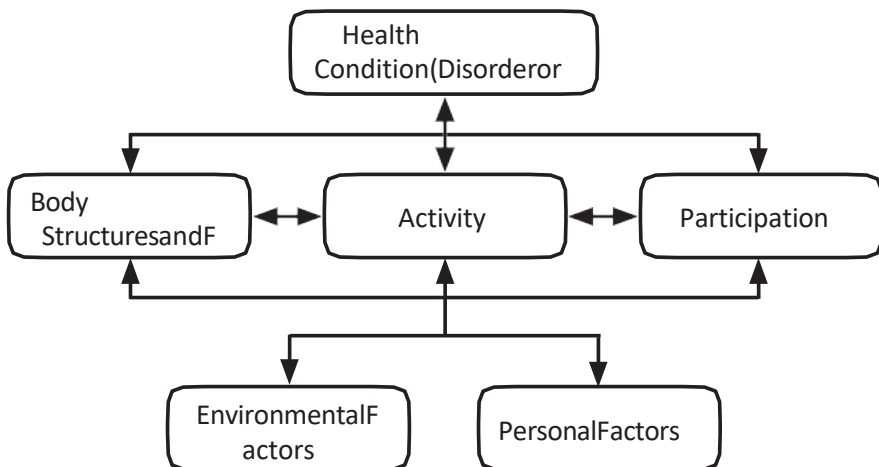 Health
Condition(Disorderor
Body
StructuresandF
Activity
Participation
EnvironmentalF
actors
PersonalFactors